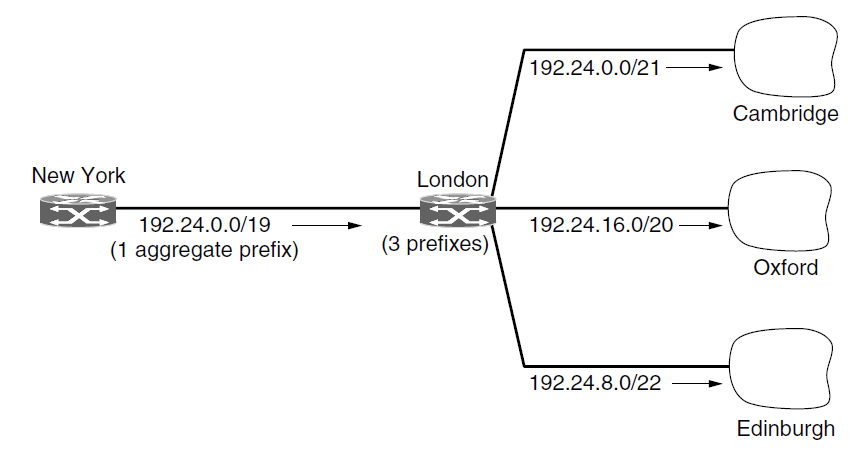 192.24.0.0/21
Cambridge
New York
London
192.24.0.0/19
(1 aggregate prefix)
(3 prefixes)
192.24.16.0/20
Oxford
192.24.8.0/22
Edinburgh